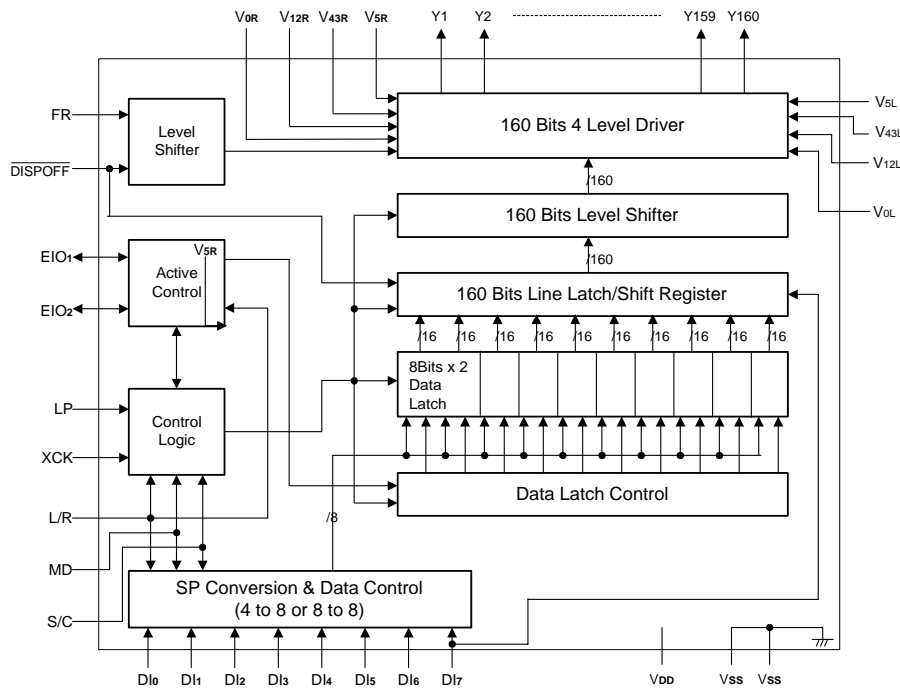 V0R V12R V43R V5R Y1 Y2 Y159 Y160
FR
Level
Shifter
DISPOFF
160 Bits 4 Level Driver
V5L
V43L
V12L
V0L
/160
160 Bits Level Shifter
/160
EIO1
EIO2
Active
Control
V5R
160 Bits Line Latch/Shift Register
/16 /16 /16 /16 /16 /16 /16 /16 /16 /16
8Bits x 2
Data
Latch
LP
XCK
Control
Logic
L/R
MD
S/C
/8
Data Latch Control
SP Conversion & Data Control
(4 to 8 or 8 to 8)
DI0 DI1 DI2 DI3 DI4 DI5 DI6 DI7 VDD VSS VSS